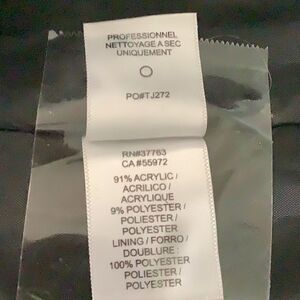 PROFESSIONNEL
NETTOYAGE A SEC
UNIQUEMENT
PO#TJ272
RN#37763
CA#55972
91% ACRYLIC /
ACRILICO /
ACRYLIQUE
9% POLYESTER /
POLIESTER /
POLYESTER
LINING / FORRO /
DOUBLURE :
100% POLYESTER
POLIESTER /
POLYESTER